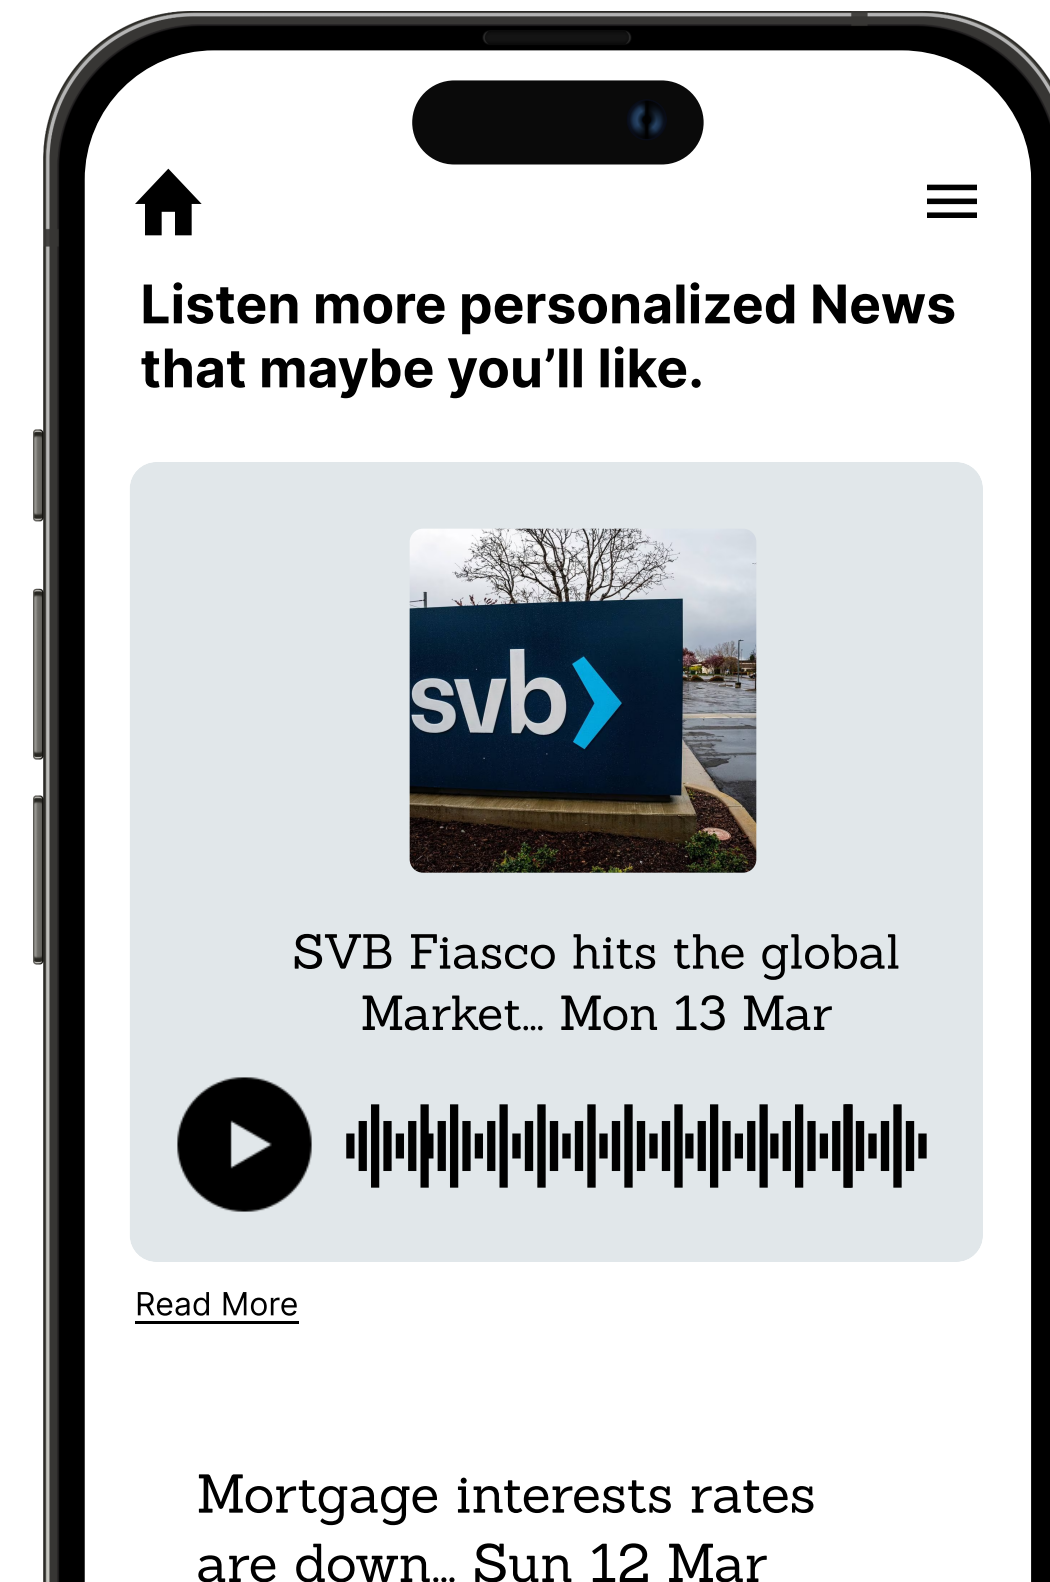 Listen more personalized News
that maybe you’ll like.
svb
SVB Fiasco hits the global
Market... Mon 13 Mar
Read More
Mortgage interests rates
are down... Sun 12 Mar